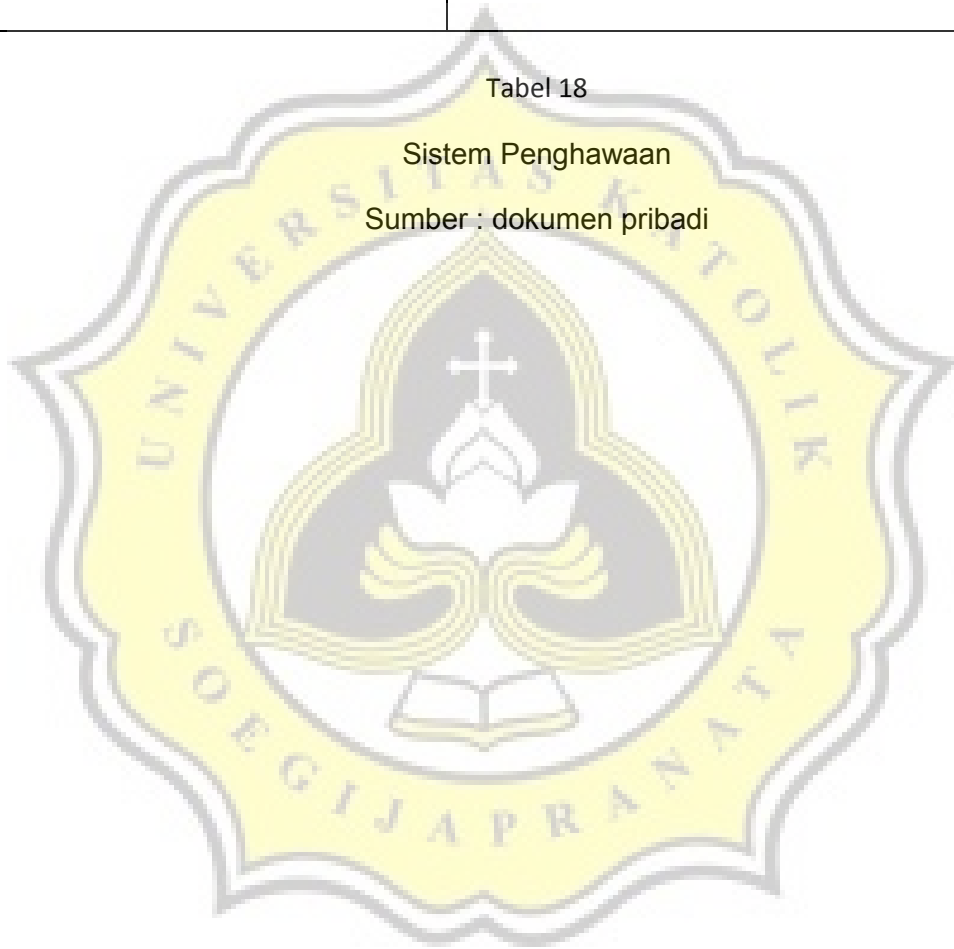 Tabel 18
Sistem Penghawaan
Sumber : dokumen pribadi
UNIVERSITAS KATOLIK
SOEGIJAPRANATA